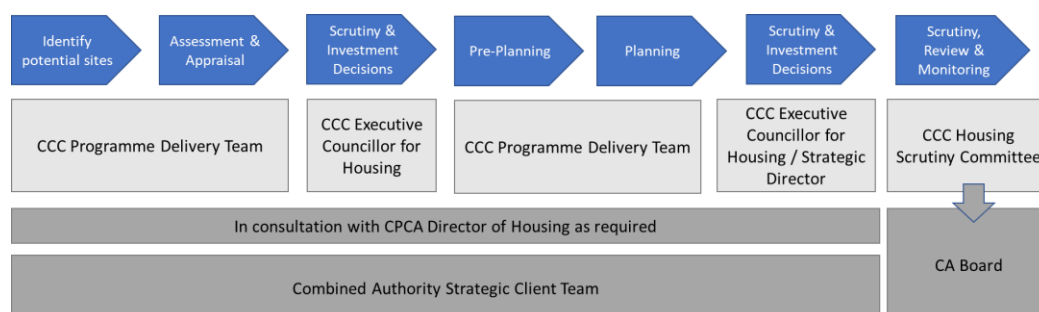 Identify
potential sites
Assessment &
Appraisal
Scrutiny &
Investment
Decisions
Pre-Planning
Planning
Scrutiny &
Investment
Decisions
Scrutiny,
Review &
Monitoring
CCC Programme Delivery Team
CCC Executive
Councillor for
Housing
CCC Programme Delivery Team
CCC Executive
Councillor for
Housing / Strategic
Director
CCC Housing
Scrutiny Committee
In consultation with CPCA Director of Housing as required
Combined Authority Strategic Client Team
CA Board